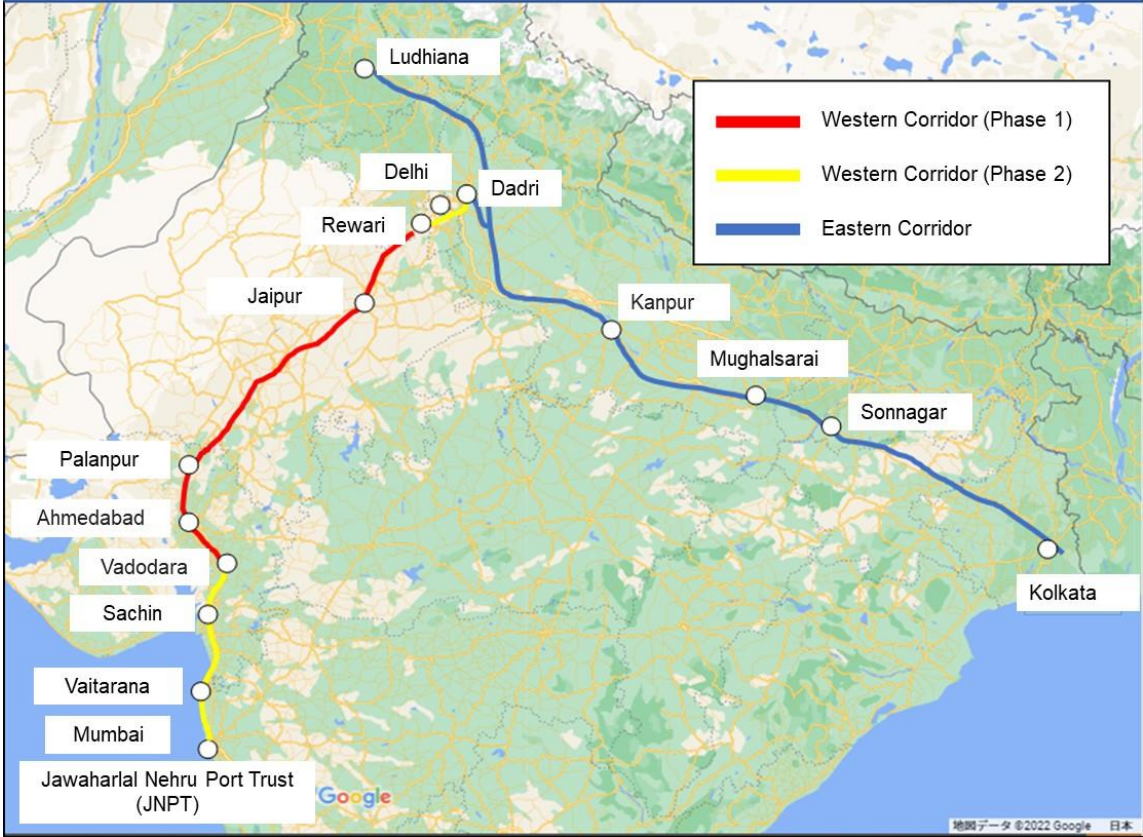 Ludhiana
Western Corridor (Phase 1)
Western Corridor (Phase 2)
Eastern Corridor
Delhi
Dadri
Rewari
Jaipur
Kanpur
Mughalsarai
Sonnagar
Palanpur
Ahmedabad
Vadodara
Sachin
Kolkata
Vaitarana
Mumbai
Jawaharlal Nehru Port Trust
(JNPT)
Google
地図データ ©2022 Google 日本